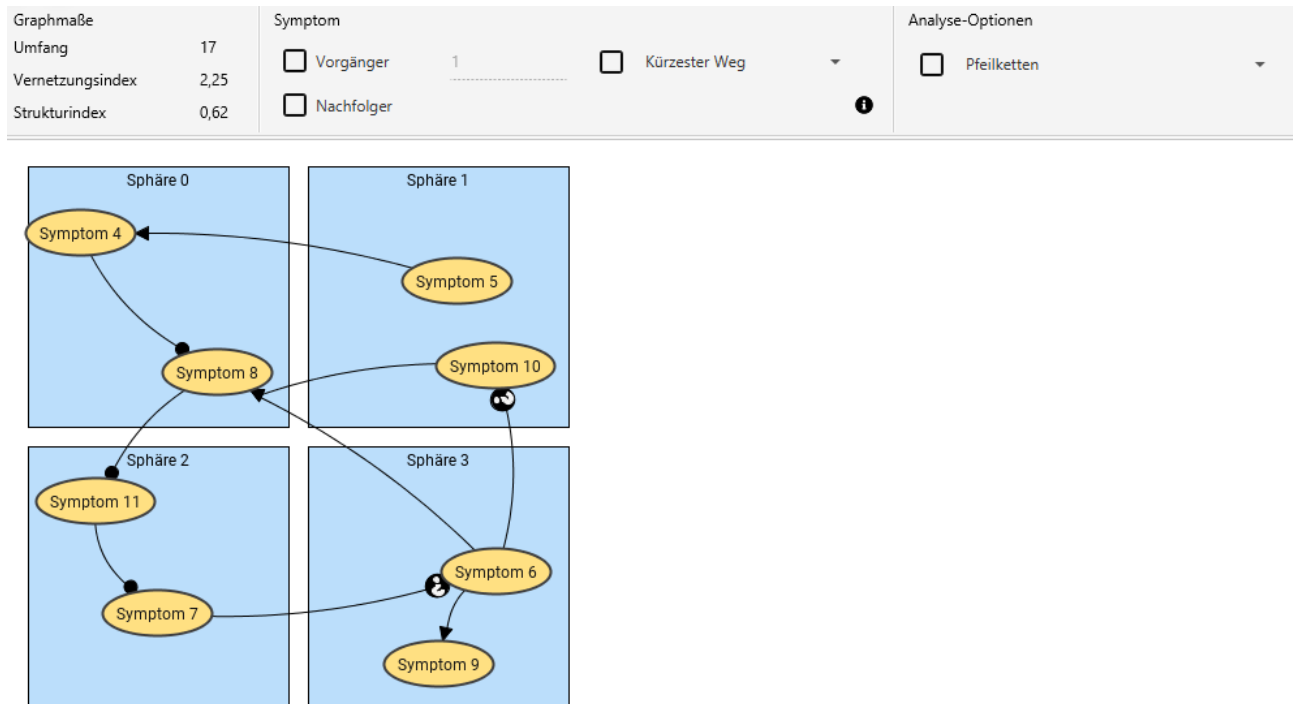 Graphmaße
Umfang 17
Vernetzungsindex 2,25
Strukturindex 0,62
Symptom
Vorgänger 1 Kürzester Weg
Nachfolger
Analyse-Optionen
Pfeilketten
Sphäre 0
Sphäre 1
Symptom 4
Symptom 5
Symptom 10
Symptom 8
Sphäre 2
Sphäre 3
Symptom 11
Symptom 6
Symptom 7
Symptom 9